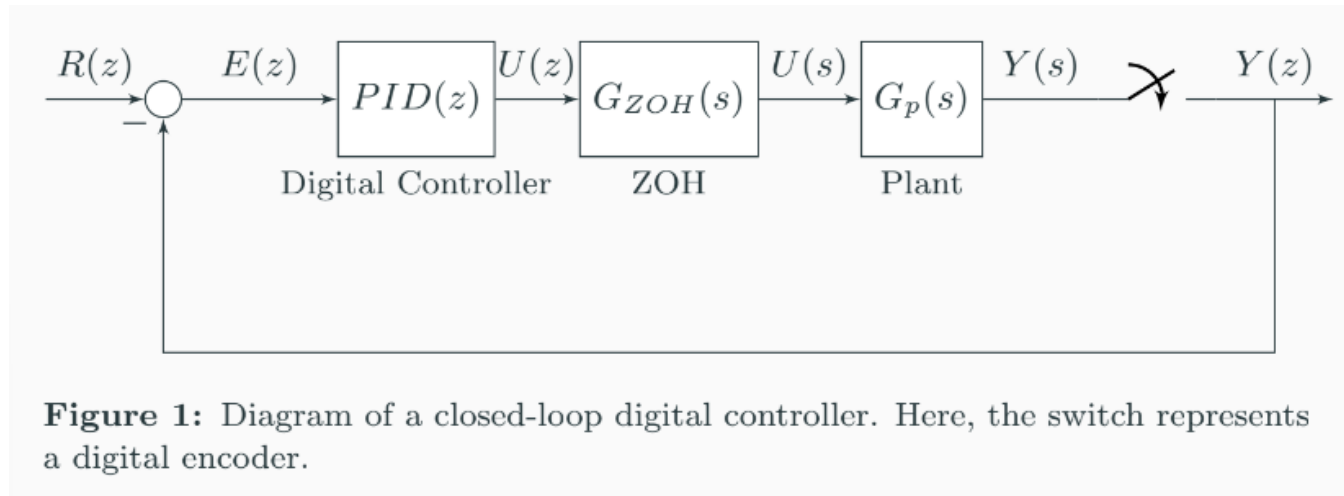 R(z) E(z) PID(z) U(z) G_{ZOH}(s) U(s) G_p(s) Y(s) Y(z)
−
Digital Controller ZOH Plant
Figure 1: Diagram of a closed-loop digital controller. Here, the switch represents
a digital encoder.